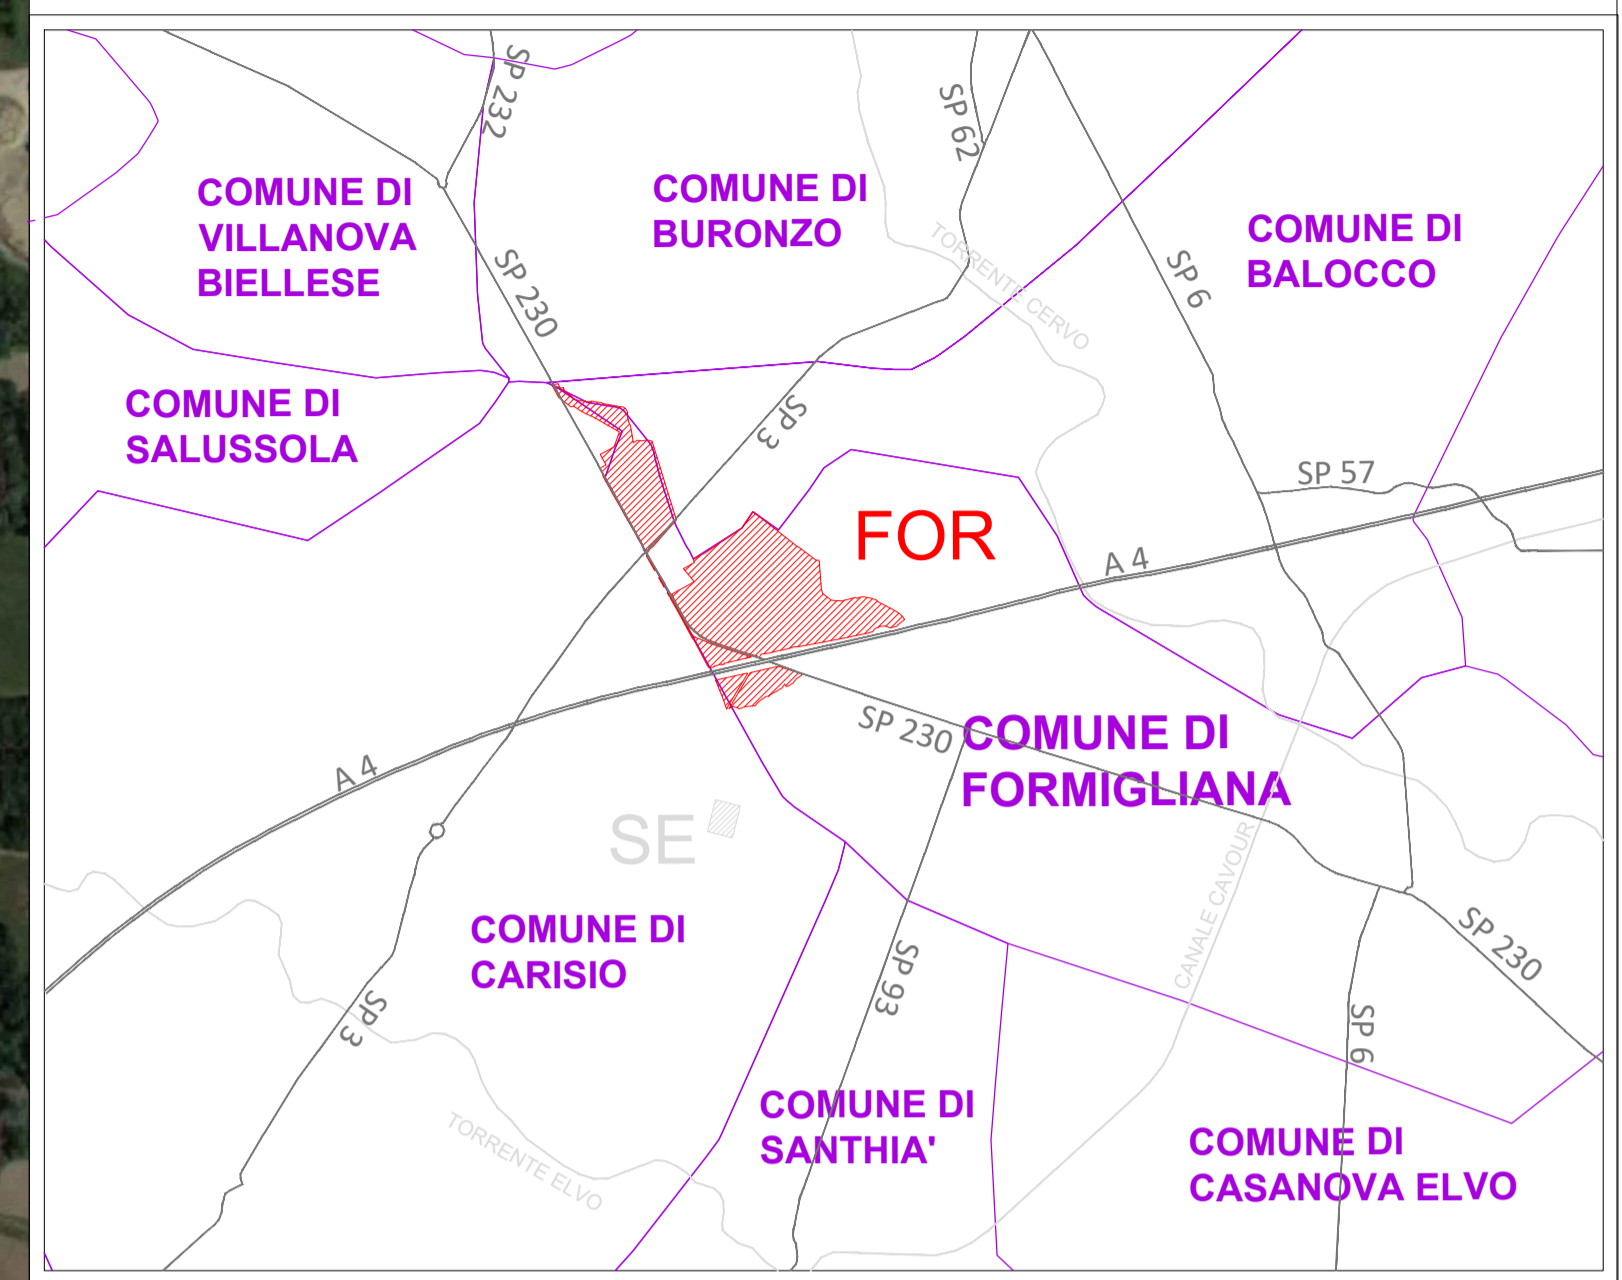 SP 232
SP 62
COMUNE DI
VILLANOVA
BIELLESE
COMUNE DI
BURONZO
COMUNE DI
BALOCCO
TORRENTE CERVO
SP 230
SP 6
COMUNE DI
SALUSSOLA
SP 3
SP 57
FOR
A 4
SP 230
COMUNE DI
FORMIGLIANA
A 4
SE
CANALE CAVOUR
COMUNE DI
CARISIO
SP 93
SP 230
SP 3
SP 6
TORRENTE ELVO
COMUNE DI
SANTHIA'
COMUNE DI
CASANOVA ELVO